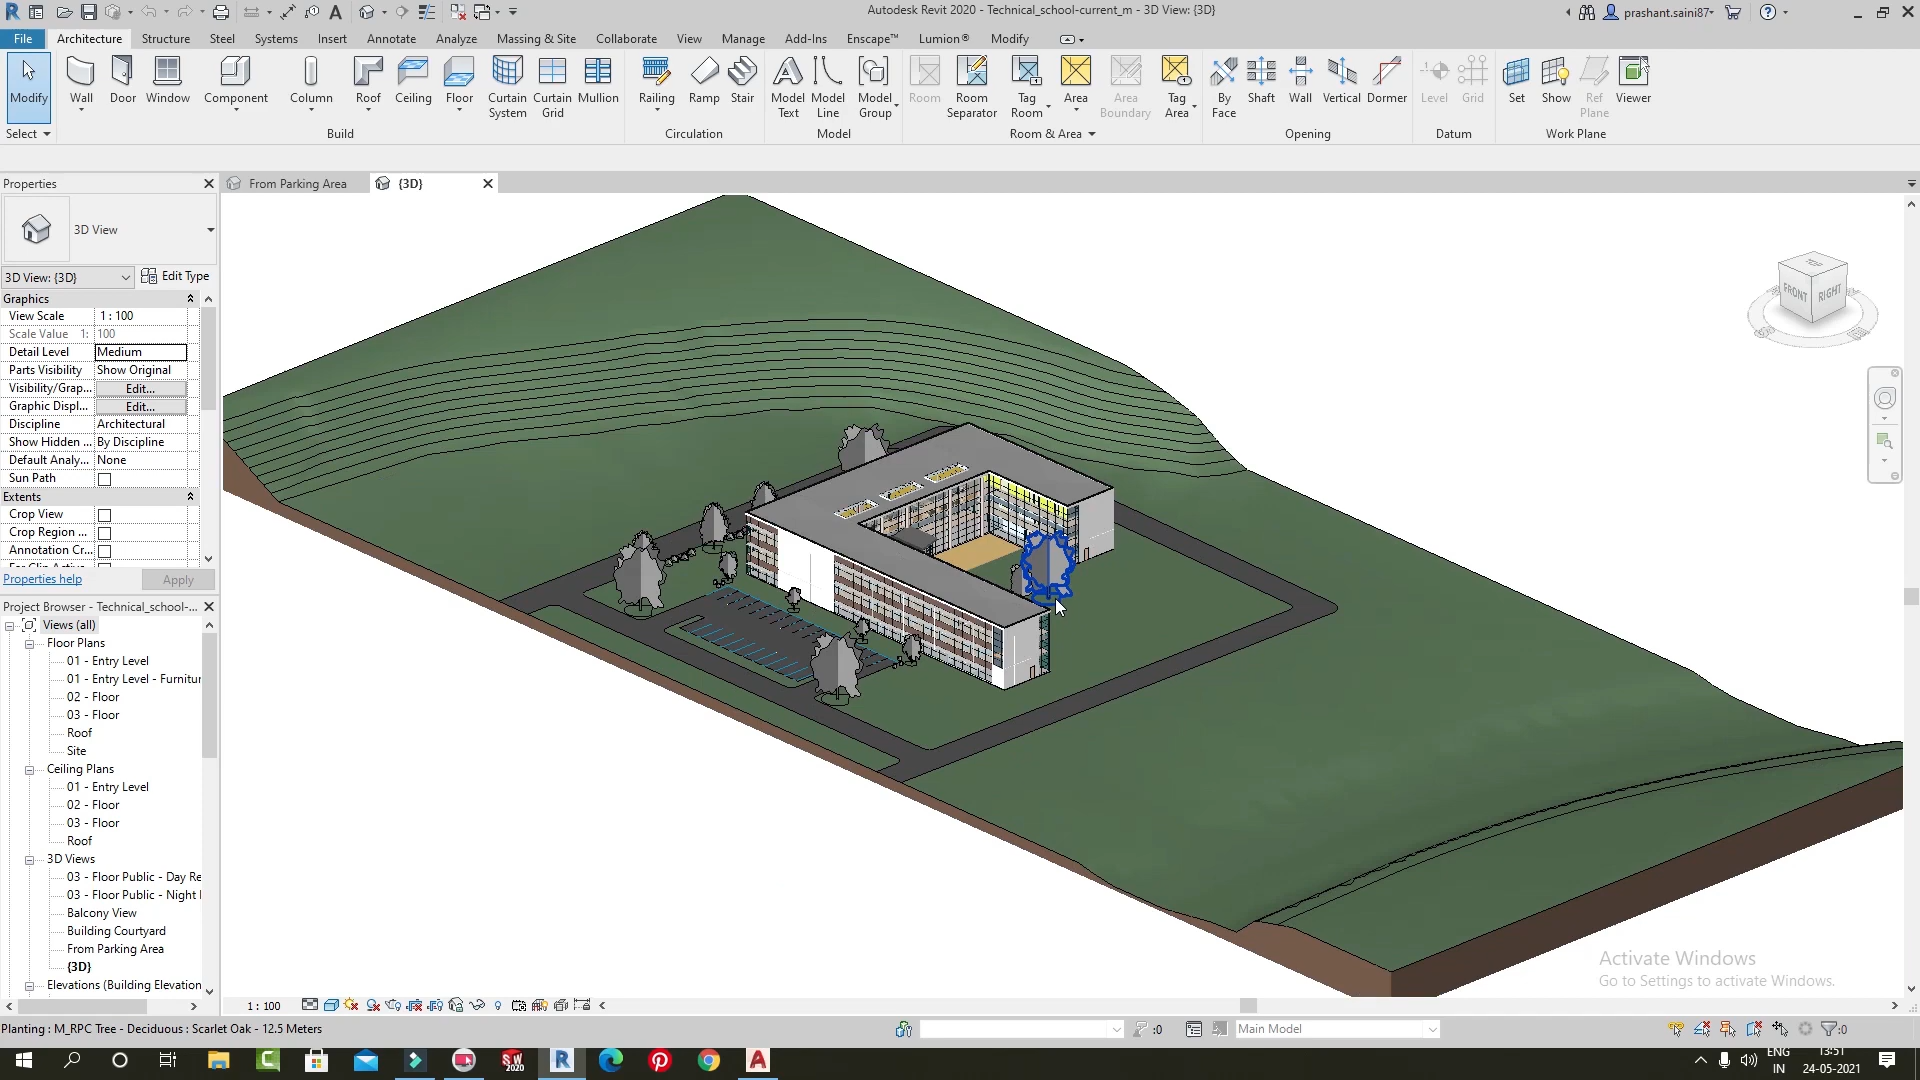 Autodesk Revit 2020 - Technical_school-current_m - 3D View: {3D}
prashant.saini87
File Architecture Structure Steel Systems Insert Annotate Analyze Massing & Site Collaborate View Manage Add-Ins Enscape™ Lumion® Modify
Modify Wall Door Window Component Column Roof Ceiling Floor Curtain System Curtain Grid Mullion Railing Ramp Stair Model Text Model Line Model Group Room Room Separator Tag Room Area Area Boundary Tag Area By Face Shaft Wall Vertical Dormer Level Grid Set Show Ref Plane Viewer
Select Build Circulation Model Room & Area Opening Datum Work Plane
Properties
From Parking Area
{3D}
3D View
3D View: {3D}
Edit Type
Graphics
View Scale 1 : 100
Scale Value 1: 100
Detail Level Medium
Parts Visibility Show Original
Visibility/Grap... Edit...
Graphic Displ... Edit...
Discipline Architectural
Show Hidden ... By Discipline
Default Analy... None
Sun Path
Extents
Crop View
Crop Region ...
Annotation Cr...
Properties help
Apply
Project Browser - Technical_school-...
Views (all)
Floor Plans
01 - Entry Level
01 - Entry Level - Furnitur
02 - Floor
03 - Floor
Roof
Site
Ceiling Plans
01 - Entry Level
02 - Floor
03 - Floor
Roof
3D Views
03 - Floor Public - Day Re
03 - Floor Public - Night
Balcony View
Building Courtyard
From Parking Area
{3D}
Elevations (Building Elevation
TOP
FRONT
RIGHT
Activate Windows
Go to Settings to activate Windows.
1 : 100
Planting : M_RPC Tree - Deciduous : Scarlet Oak - 12.5 Meters
:0
Main Model
:0
SW
2020
ENG
IN
13:51
24-05-2021